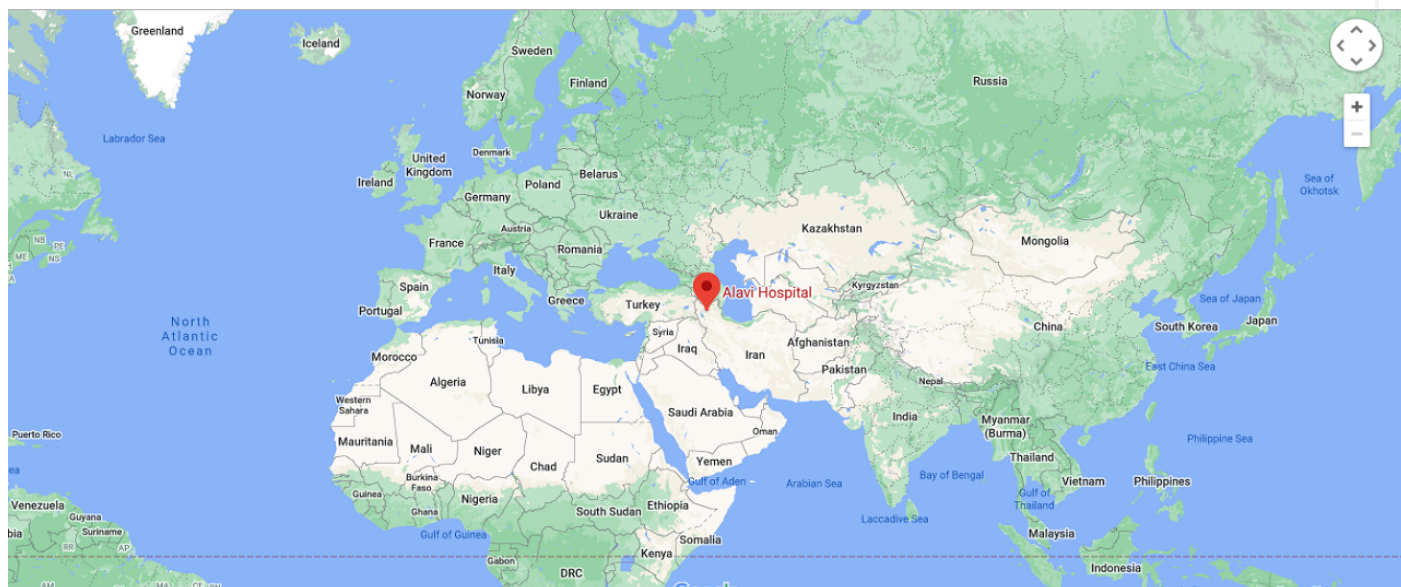 Greenland
Iceland
Sweden
Finland
Norway
Russia
Labrador Sea
Denmark
United
Kingdom
Ireland
Belarus
Poland
Germany
Sea of
Okhotsk
NL
Ukraine
Kazakhstan
Austria
France
Mongolia
Romania
NB
PE
ME
NS
Italy
Spain
Kyrgyzstan
Alavi Hospital
Greece
Turkey
Portugal
Sea of Japan
North
Atlantic
Ocean
China
South Korea
Japan
Tunisia
Syria
Iraq
Iran
Afghanistan
Morocco
Pakistan
East China Sea
Nepal
Algeria
Libya
Egypt
Western
Sahara
Saudi Arabia
India
Myanmar
(Burma)
Oman
Puerto Rico
Mauritania
Mali
Niger
Chad
Sudan
Yemen
Philippine Sea
Thailand
Gulf of Aden
Arabian Sea
Bay of Bengal
Vietnam
Philippines
Burkina
Faso
Guinea
Nigeria
Ethiopia
Gulf of
Thailand
Venezuela
Guyana
Ghana
South Sudan
Laccadive Sea
Suriname
Gulf of Guinea
Somalia
Malaysia
RR
AP
Kenya
Gabon
DRC
Indonesia
AM
PA
MA
CE